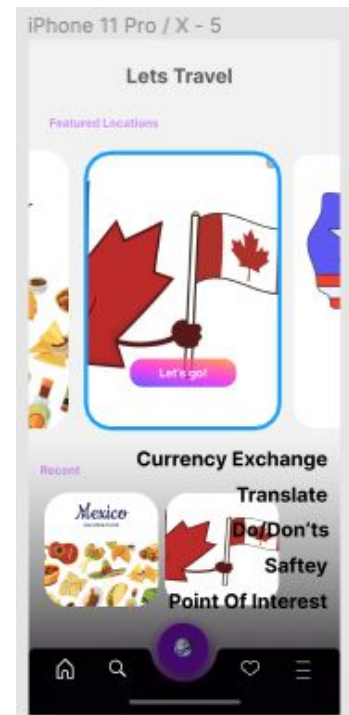 iPhone 11 Pro / X - 5
Lets Travel
Featured Locations
Let's go!
Recent
Currency Exchange
Translate
Do/Don'ts
Saftey
Point Of Interest
Mexico